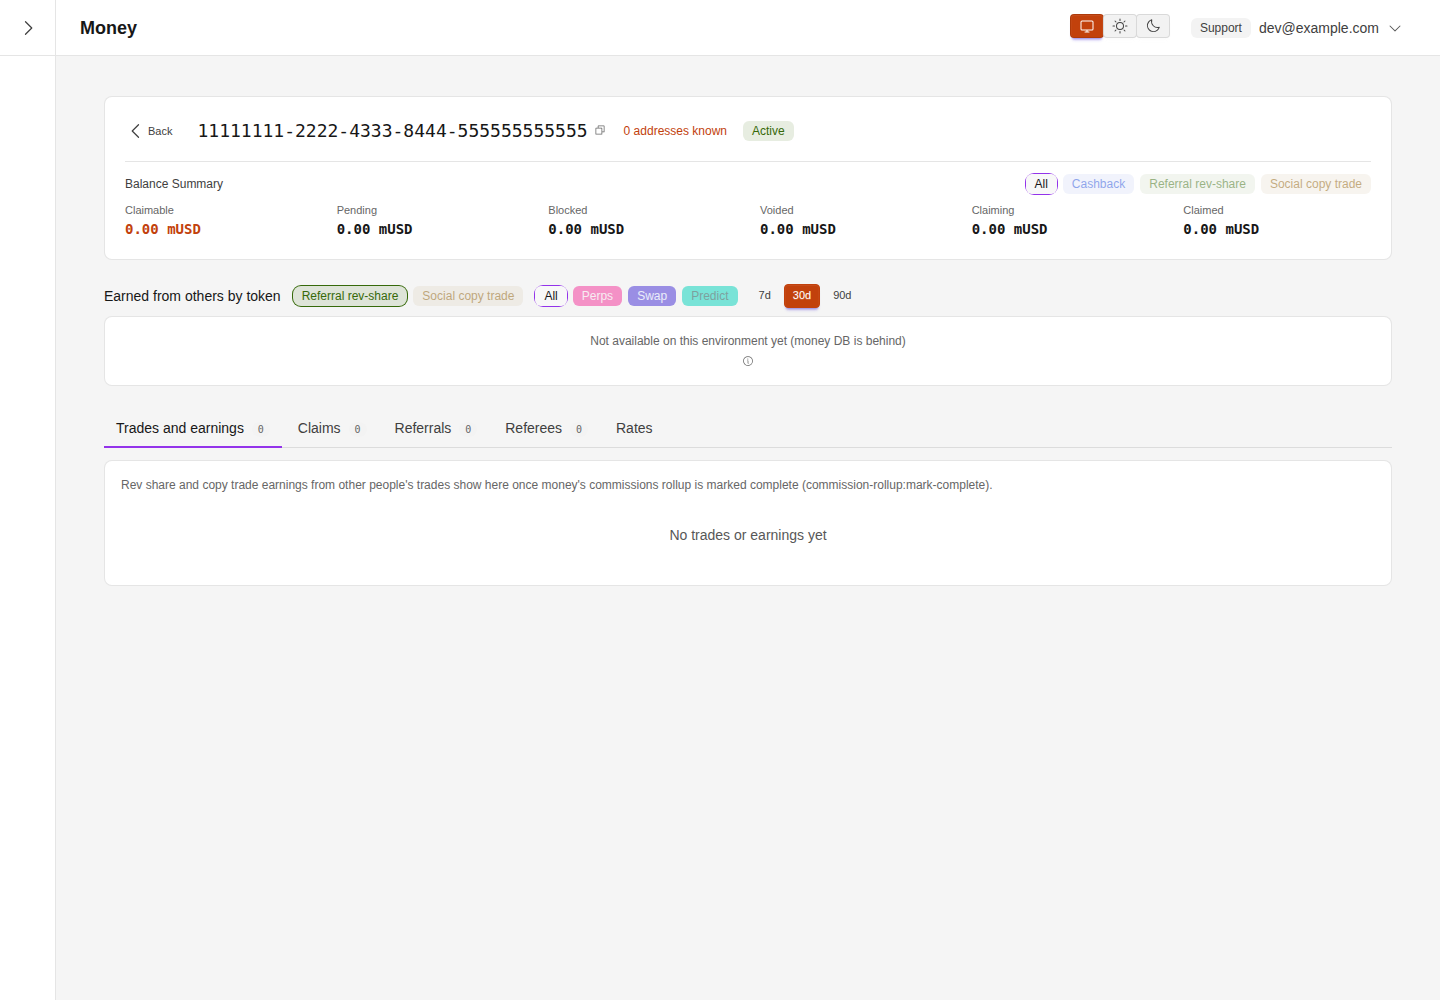 Money
Support dev@example.com
Back 11111111-2222-4333-8444-555555555555 0 addresses known Active
Balance Summary All Cashback Referral rev-share Social copy trade
Claimable Pending Blocked Voided Claiming Claimed
0.00 mUSD 0.00 mUSD 0.00 mUSD 0.00 mUSD 0.00 mUSD 0.00 mUSD
Earned from others by token Referral rev-share Social copy trade All Perps Swap Predict 7d 30d 90d
Not available on this environment yet (money DB is behind)
Trades and earnings 0 Claims 0 Referrals 0 Referees 0 Rates
Rev share and copy trade earnings from other people's trades show here once money's commissions rollup is marked complete (commission-rollup:mark-complete).
No trades or earnings yet